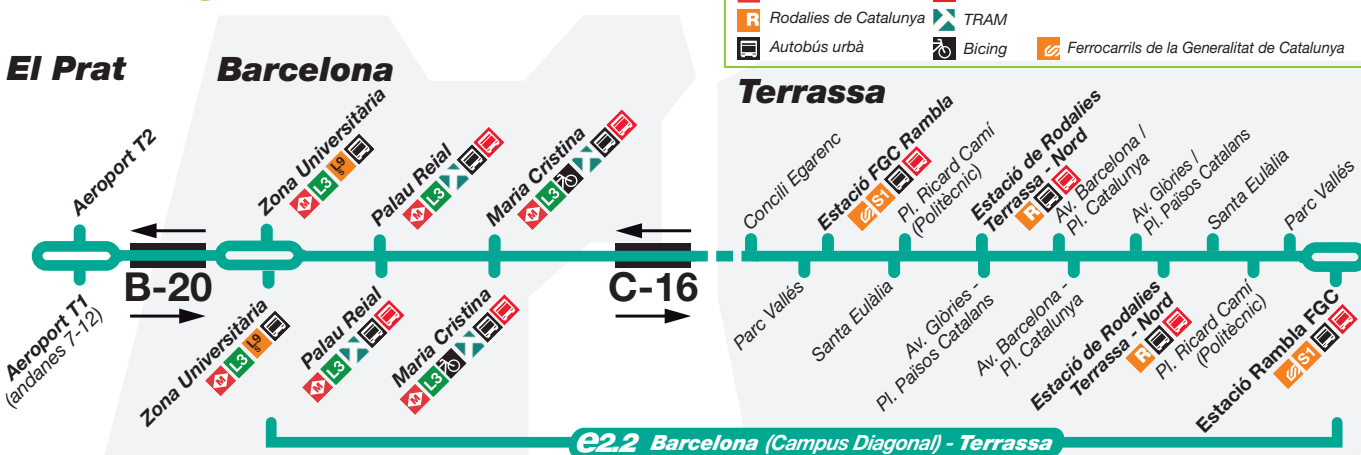 Rodalies de Catalunya
TRAM
Autobús urbà
Bicing
Ferrocarrils de la Generalitat de Catalunya
El Prat
Barcelona
Terrassa
Aeroport T2
Zona Universitària
M L3 L9S
Palau Reial
M L3
Maria Cristina
M L3
Concili Egarenc
Estació FGC Rambla
S1
Pl. Ricard Camí
(Politècnic)
Estació de Rodalies
Terrassa - Nord
R
Av. Barcelona /
Pl. Catalunya
Av. Glòries /
Pl. Països Catalans
Santa Eulàlia
Parc Vallés
B-20
C-16
Aeroport T1
(andanes 7-12)
Zona Universitària
M L3 L9S
Palau Reial
M L3
Maria Cristina
M L3
Parc Vallés
Santa Eulàlia
Av. Glòries -
Pl. Països Catalans
Av. Barcelona -
Pl. Catalunya
Estació de Rodalies
Terrassa - Nord
R
Pl. Ricard Camí
(Politècnic)
Estació Rambla FGC
S1
e2.2 Barcelona (Campus Diagonal) - Terrassa